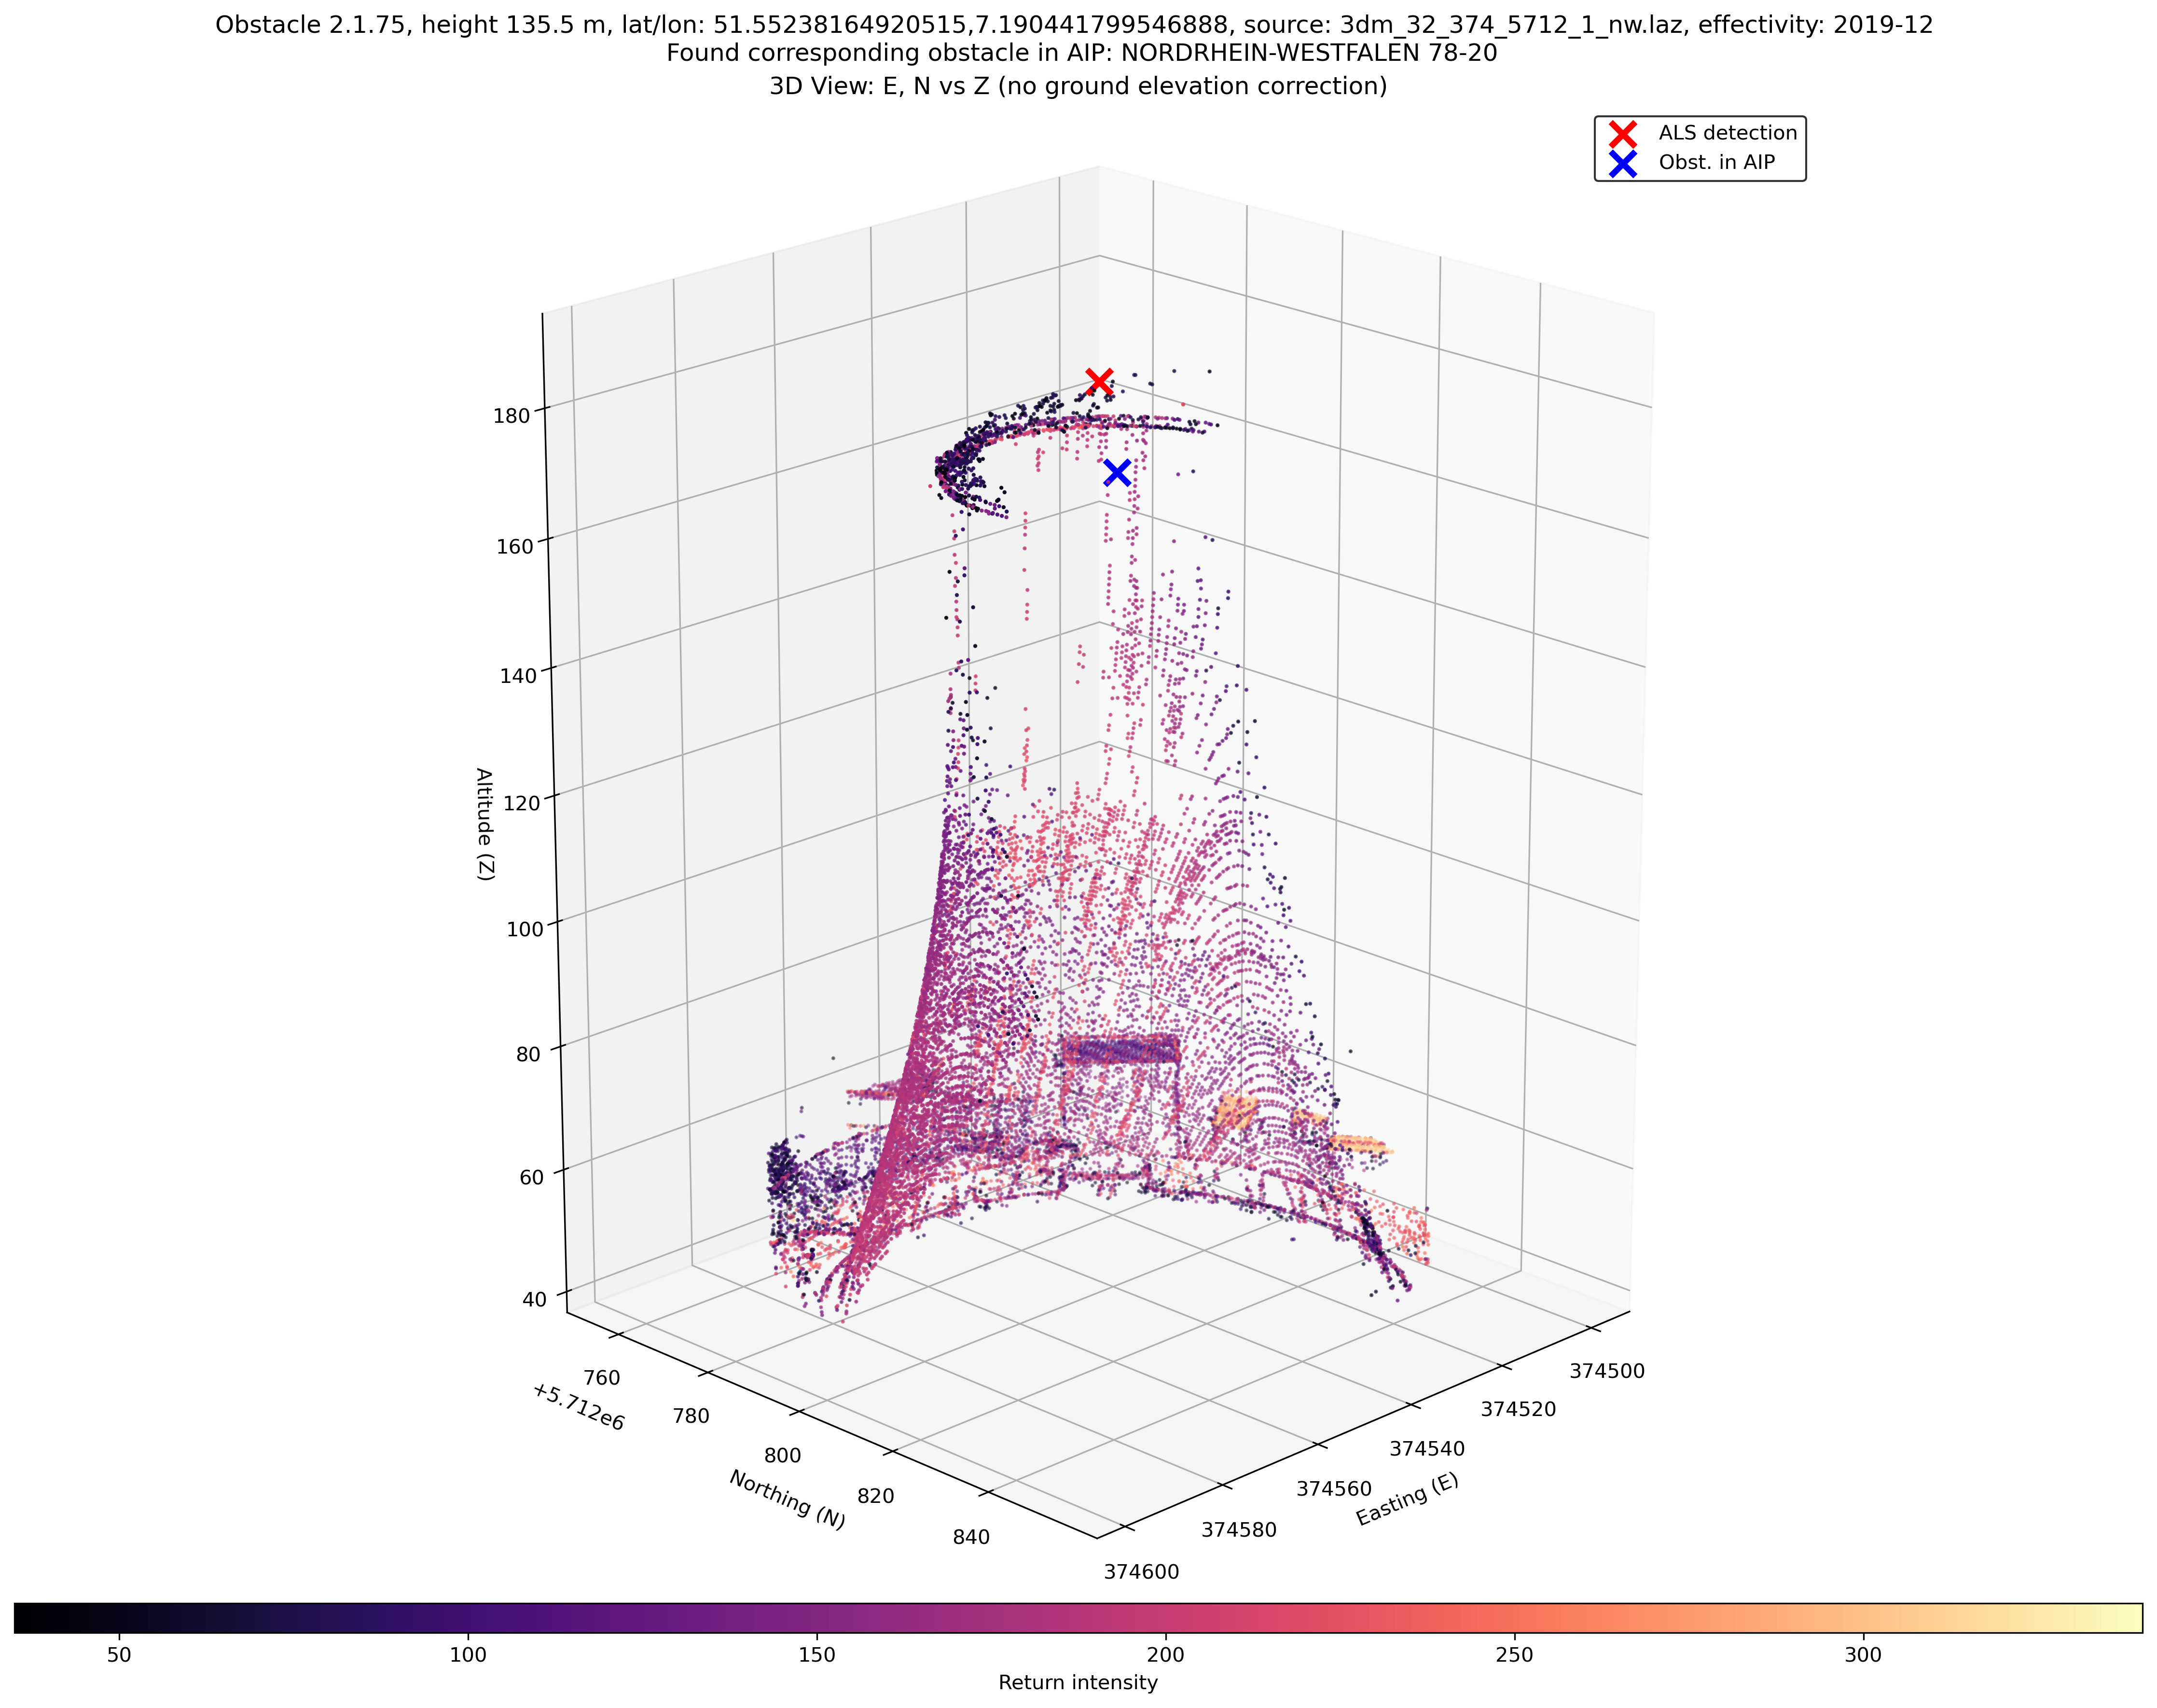 Obstacle 2.1.75, height 135.5 m, lat/lon: 51.55238164920515,7.190441799546888, source: 3dm_32_374_5712_1_nw.laz, effectivity: 2019-12
Found corresponding obstacle in AIP: NORDRHEIN-WESTFALEN 78-20
3D View: E, N vs Z (no ground elevation correction)
ALS detection
Obst. in AIP
180
160
140
120
100
80
60
40
Altitude (Z)
760
780
800
820
840
+5.712e6
Northing (N)
374500
374520
374540
374560
374580
374600
Easting (E)
50
100
150
200
250
300
Return intensity